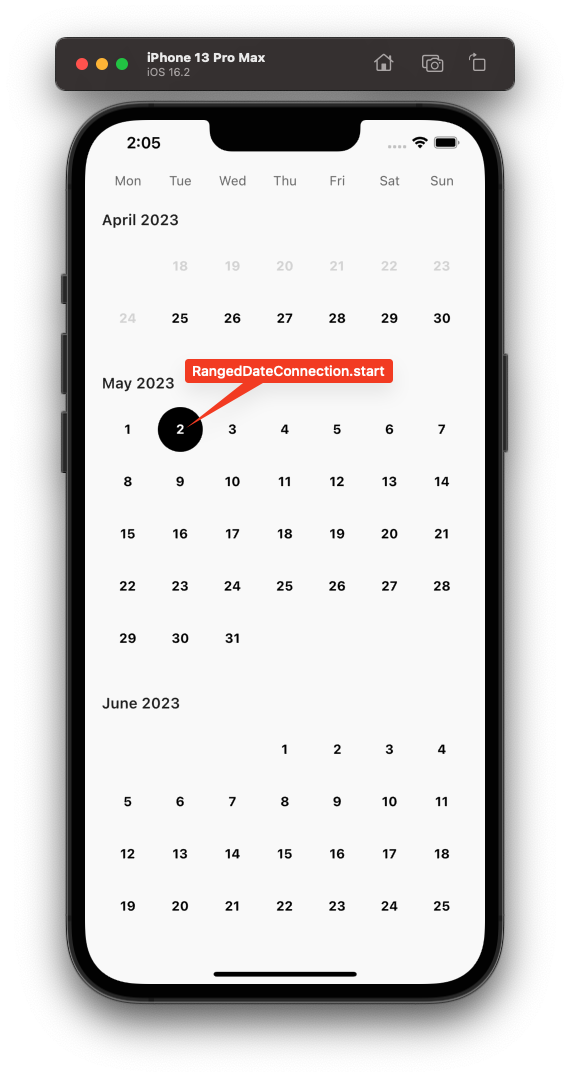 iPhone 13 Pro Max
iOS 16.2
2:05
Mon Tue Wed Thu Fri Sat Sun
April 2023
18 19 20 21 22 23
24 25 26 27 28 29 30
RangedDateConnection.start
May 2023
1 2 3 4 5 6 7
8 9 10 11 12 13 14
15 16 17 18 19 20 21
22 23 24 25 26 27 28
29 30 31
June 2023
1 2 3 4
5 6 7 8 9 10 11
12 13 14 15 16 17 18
19 20 21 22 23 24 25